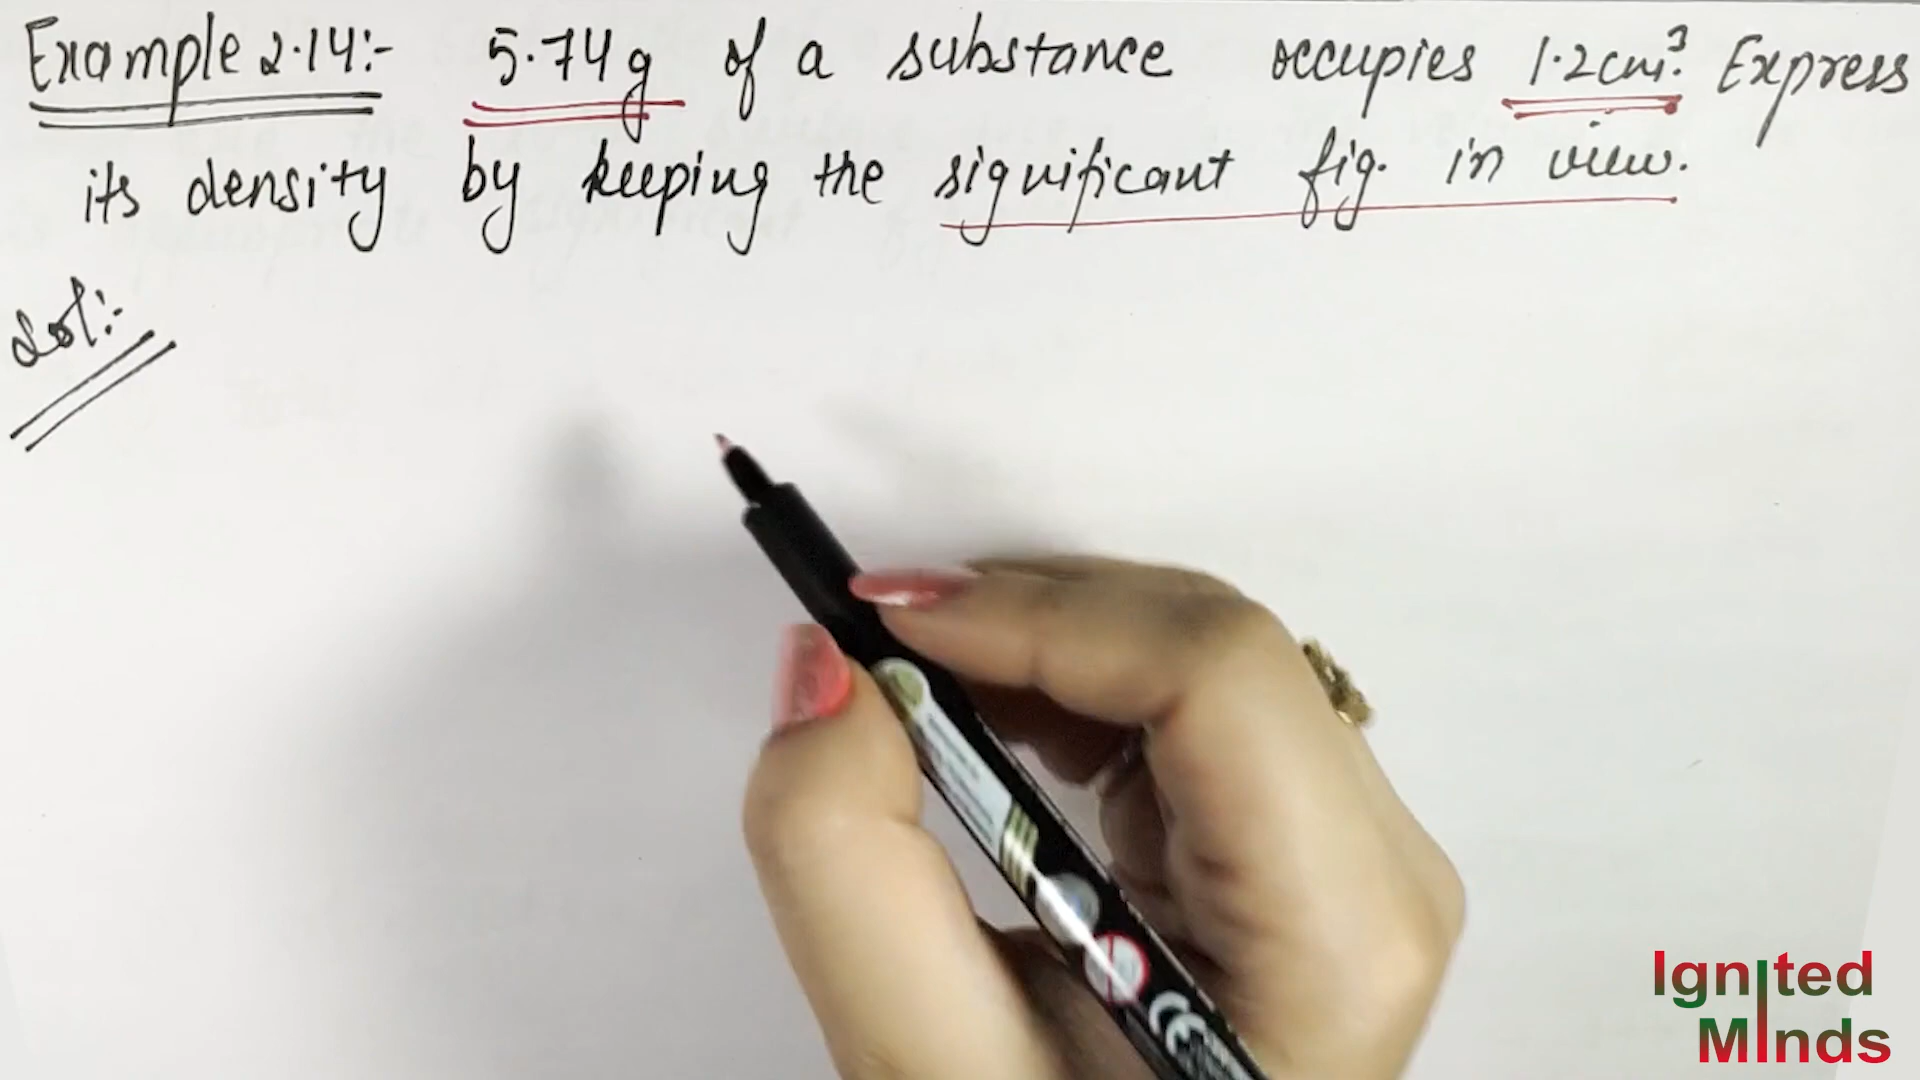 Example 2.14:- 5.74g of a substance occupies 1.2cm³. Express
its density by keeping the significant fig. in view.
Sol:-
CE
Ignited
Minds